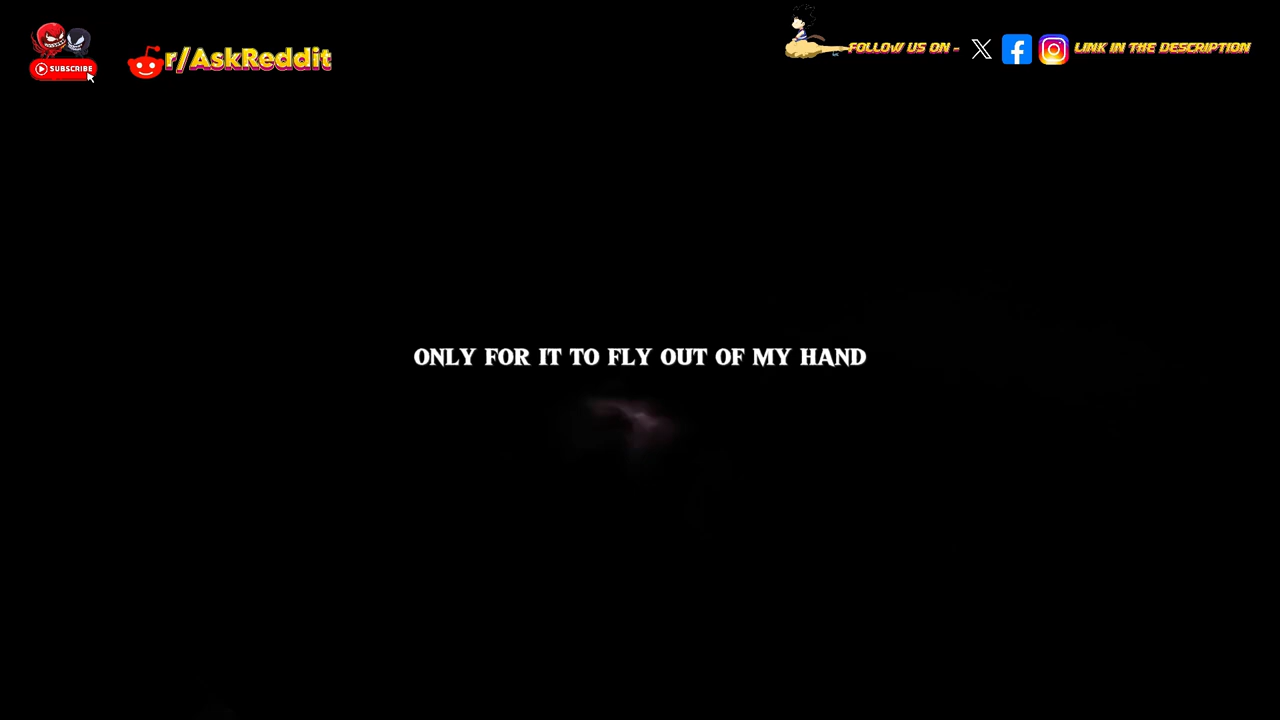 SUBSCRIBE
r/AskReddit
FOLLOW US ON -
LINK IN THE DESCRIPTION
ONLY FOR IT TO FLY OUT OF MY HAND